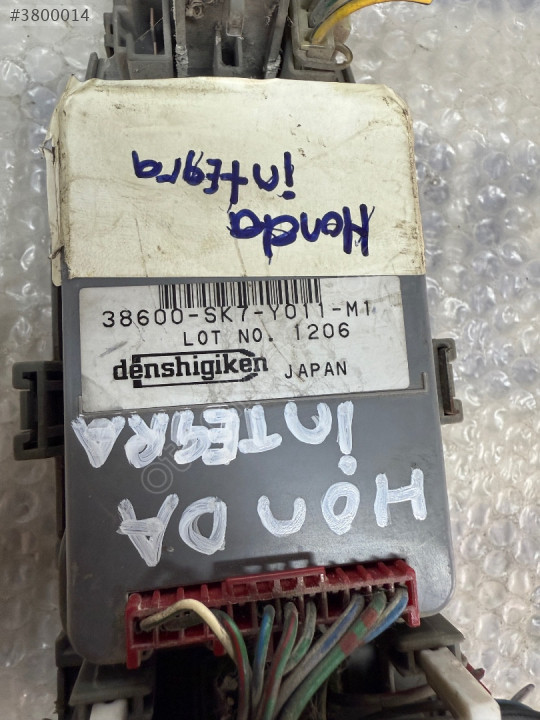 #3800014
Honda
intEgra
38600-SK7-Y011-M1
LOT NO. 1206
denshigiken JAPAN
HOnDA
inTEGRA